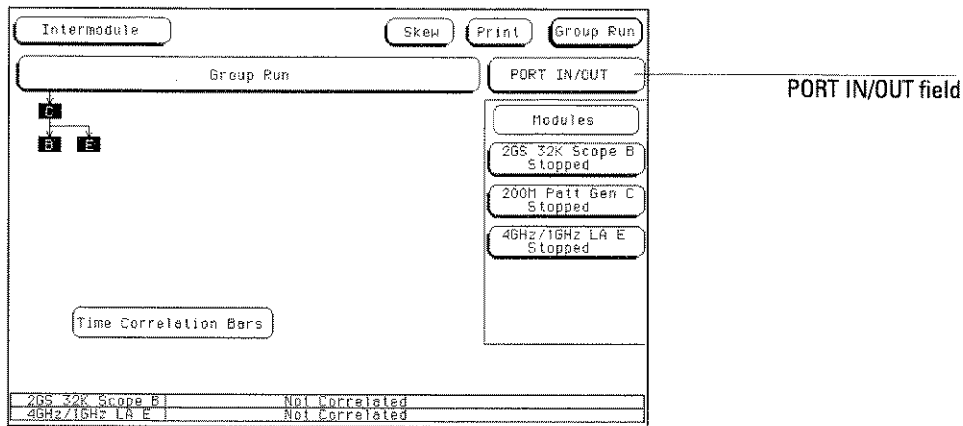 Intermodule
Skew
Print
Group Run
Group Run
PORT IN/OUT
PORT IN/OUT field
C
B E
Modules
2GS 32K Scope B
Stopped
200M Patt Gen C
Stopped
4GHz/1GHz LA E
Stopped
Time Correlation Bars
2GS 32K Scope B Not Correlated
4GHz/1GHz LA E Not Correlated